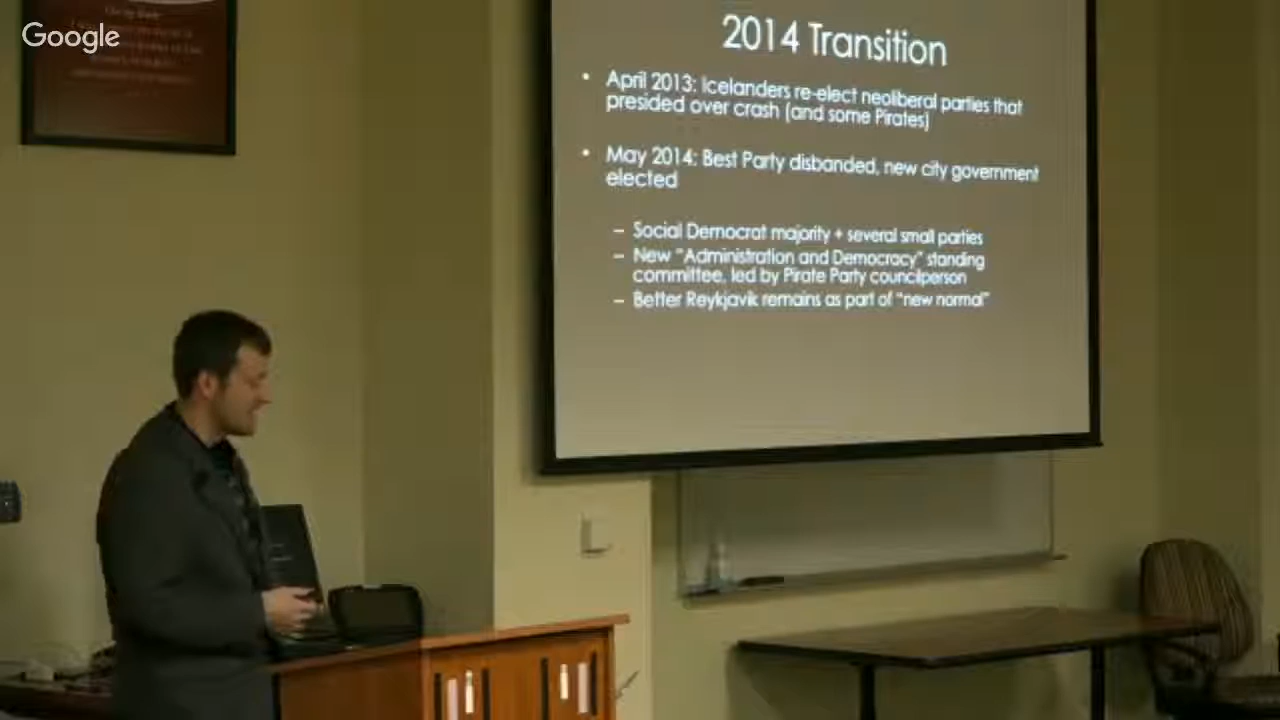 Google
2014 Transition
• April 2013: Icelanders re-elect neoliberal parties that
presided over crash (and some Pirates)
• May 2014: Best Party disbanded, new city government
elected
– Social Democrat majority + several small parties
– New "Administration and Democracy" standing
committee, led by Pirate Party councilperson
– Better Reykjavik remains as part of "new normal"